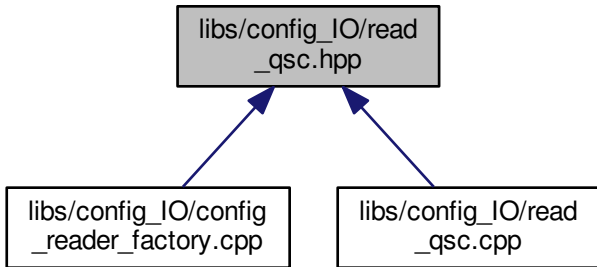 libs/config_IO/read
_qsc.hpp
libs/config_IO/config
_reader_factory.cpp
libs/config_IO/read
_qsc.cpp